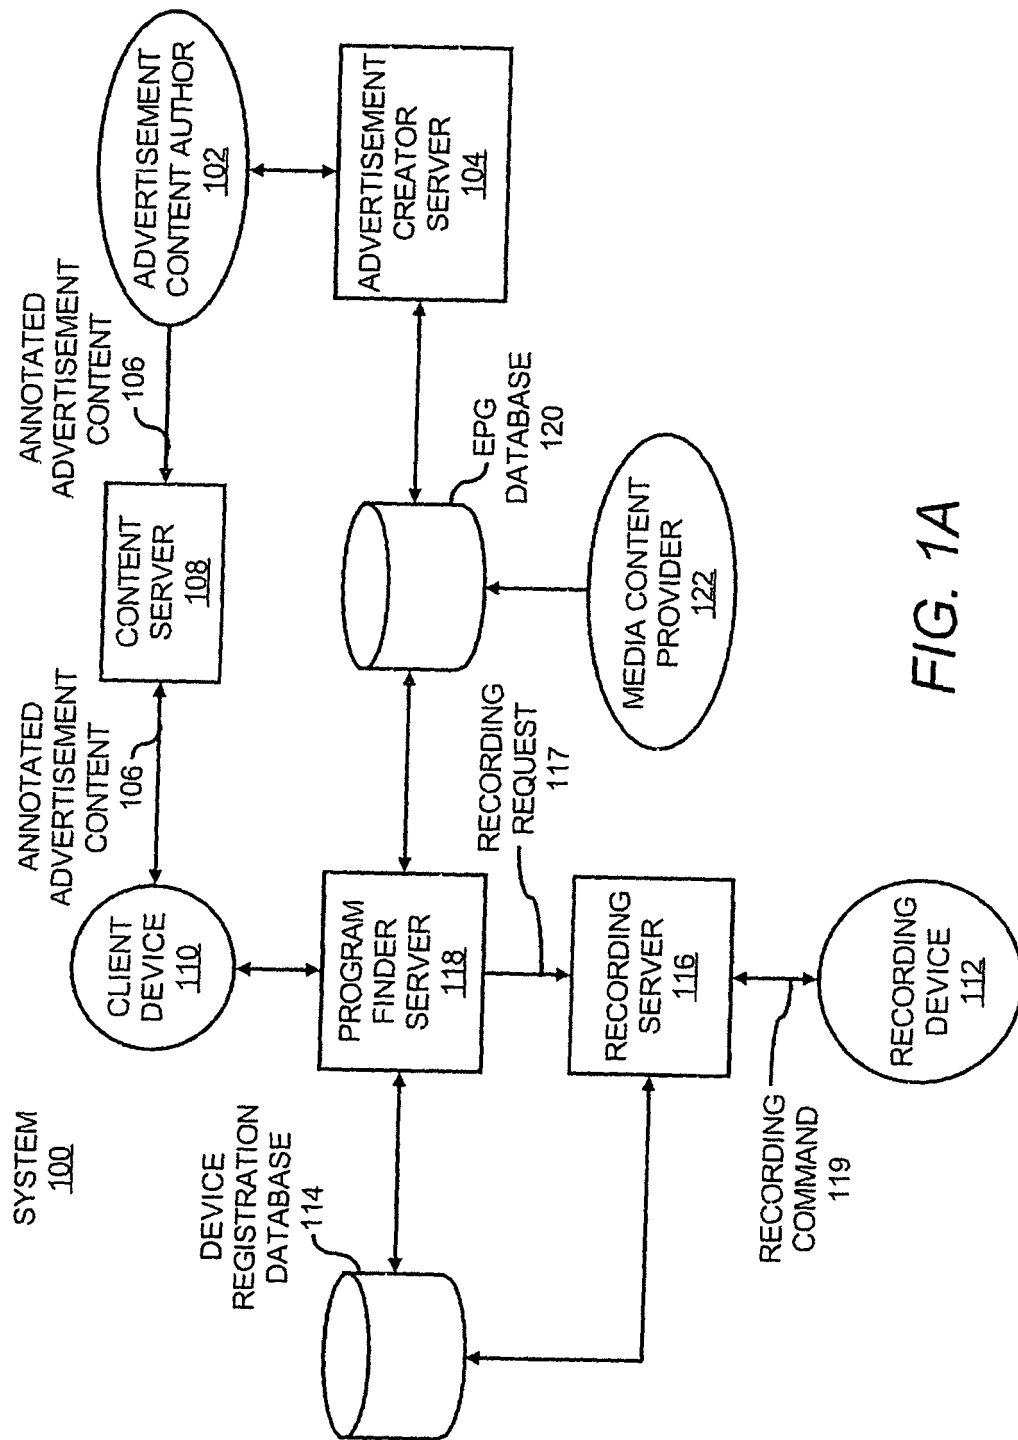 SYSTEM
100
ANNOTATED
ADVERTISEMENT
CONTENT
106
ANNOTATED
ADVERTISEMENT
CONTENT
106
CLIENT
DEVICE
110
CONTENT
SERVER
108
ADVERTISEMENT
CONTENT AUTHOR
102
DEVICE
REGISTRATION
DATABASE
114
PROGRAM
FINDER
SERVER
118
EPG
DATABASE
120
ADVERTISEMENT
CREATOR
SERVER
104
RECORDING
REQUEST
117
RECORDING
SERVER
116
MEDIA CONTENT
PROVIDER
122
RECORDING
COMMAND
119
RECORDING
DEVICE
112
FIG. 1A